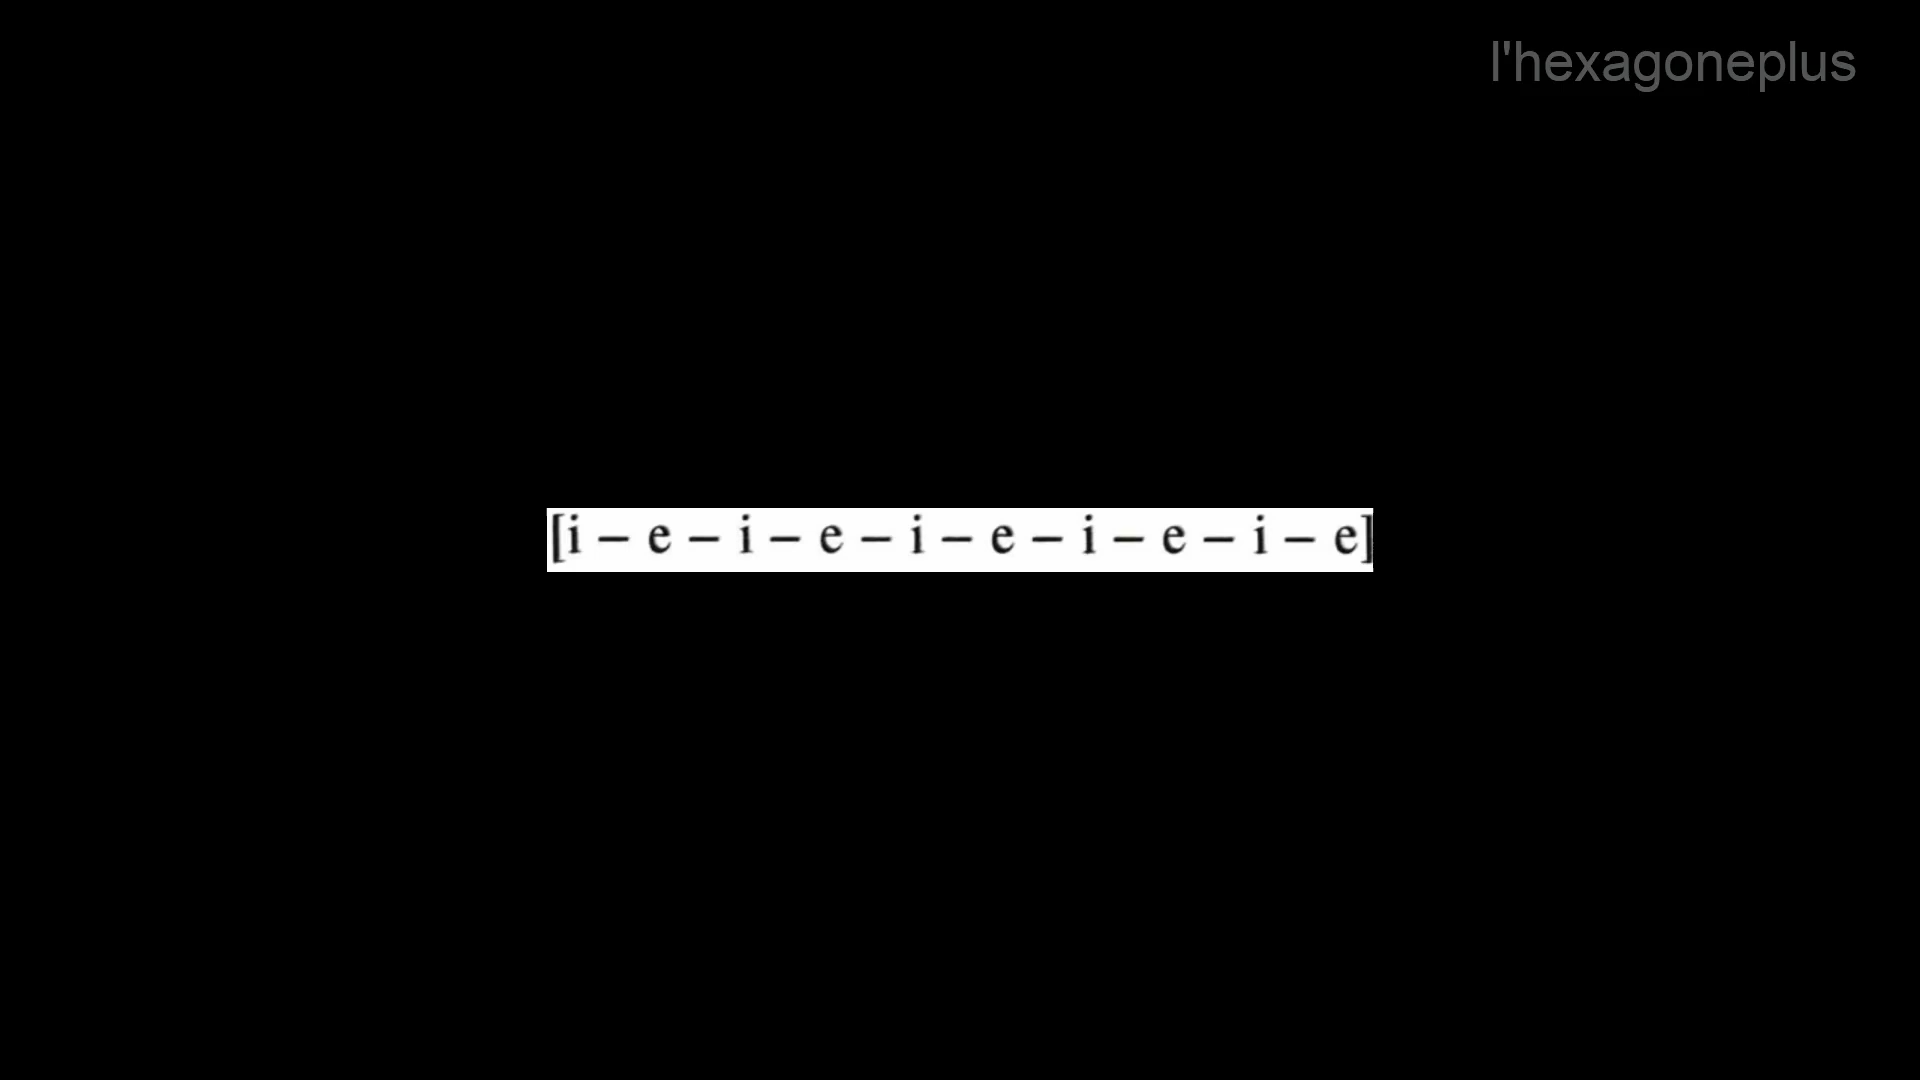 l'hexagoneplus
[i – e – i – e – i – e – i – e – i – e]